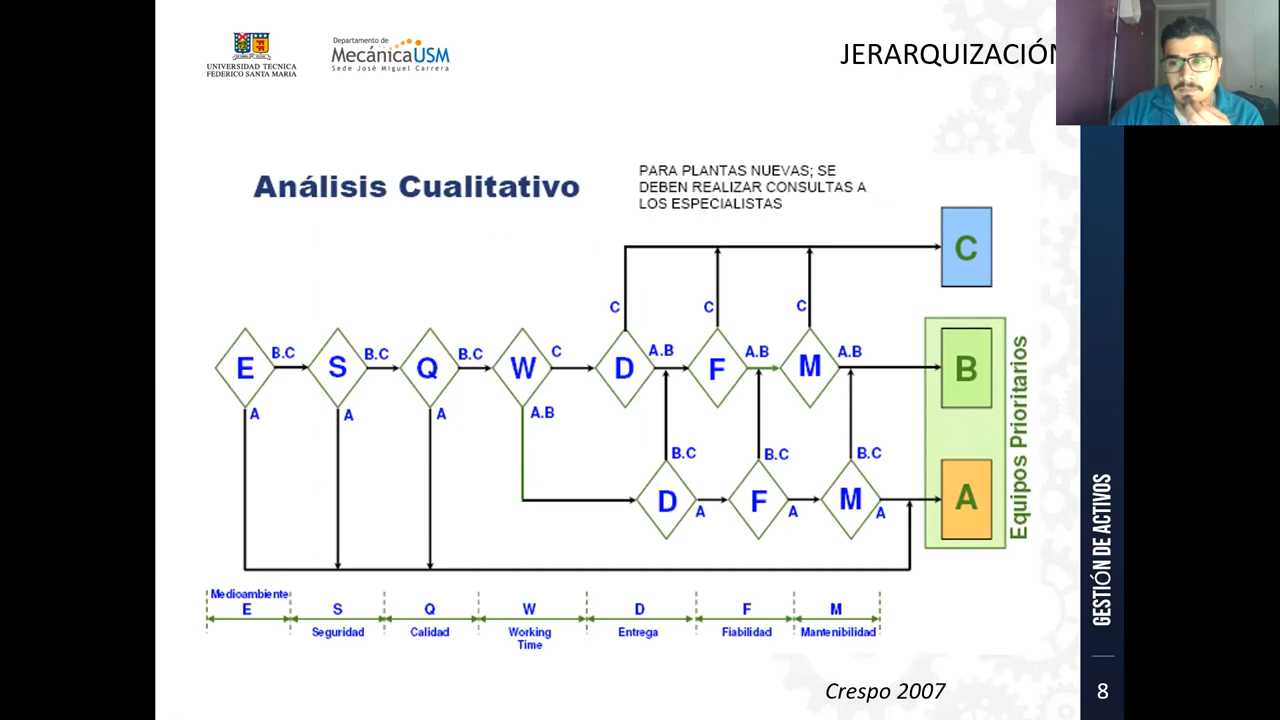 UNIVERSIDAD TECNICA
FEDERICO SANTA MARIA
Departamento de
MecánicaUSM
Sede José Miguel Carrera
JERARQUIZACIÓN
Análisis Cualitativo
PARA PLANTAS NUEVAS; SE
DEBEN REALIZAR CONSULTAS A
LOS ESPECIALISTAS
C
C C C
E B.C S B.C Q B.C W C D A.B F A.B M A.B B
A A A A.B
B.C B.C B.C
D A F A M A A
Equipos Prioritarios
Medioambiente
E S Q W D F M
Seguridad Calidad Working Entrega Fiabilidad Mantenibilidad
Time
Crespo 2007
GESTIÓN DE ACTIVOS
8